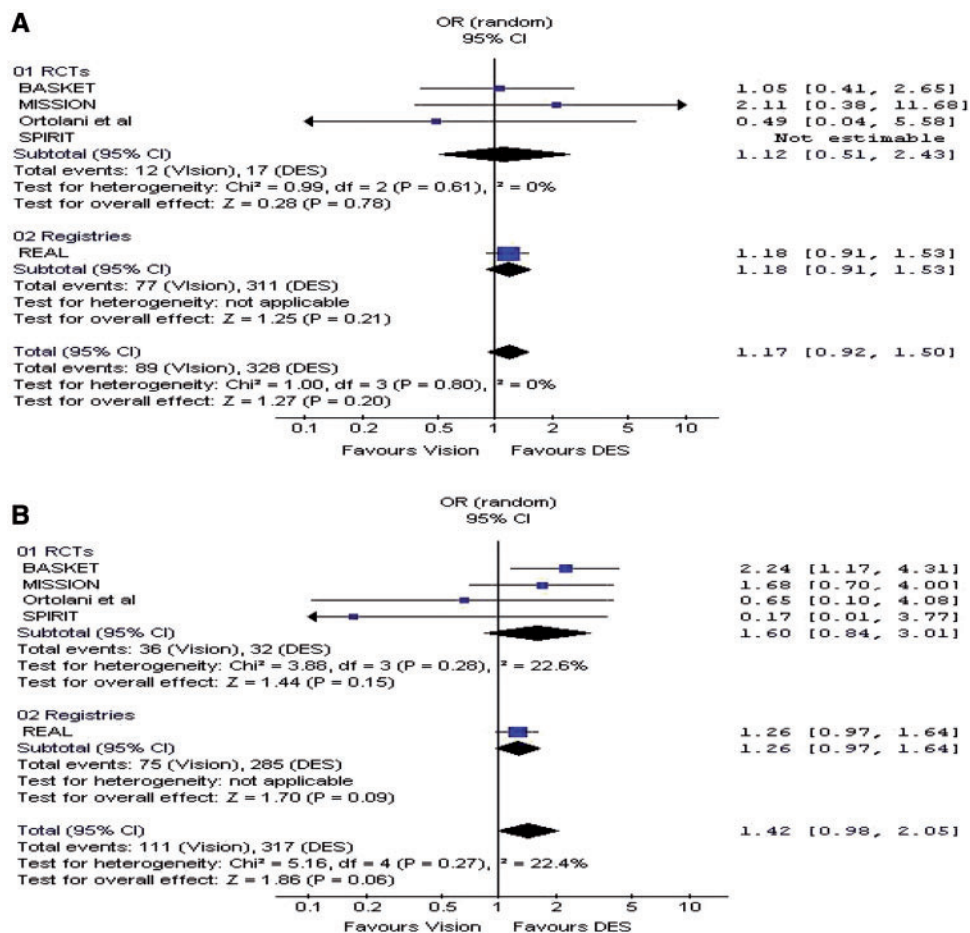 A
OR (random)
95% CI
01 RCTs
BASKET 1.05 [0.41, 2.65]
MISSION 2.11 [0.38, 11.68]
Ortolani et al 0.49 [0.04, 5.58]
SPIRIT Not estimable
Subtotal (95% CI) 1.12 [0.51, 2.43]
Total events: 12 (VIsion), 17 (DES)
Test for heterogeneity: Chi² = 0.99, df = 2 (P = 0.61), ² = 0%
Test for overall effect: Z = 0.28 (P = 0.78)
02 Registries
REAL 1.18 [0.91, 1.53]
Subtotal (95% CI) 1.18 [0.91, 1.53]
Total events: 77 (VIsion), 311 (DES)
Test for heterogeneity: not applicable
Test for overall effect: Z = 1.25 (P = 0.21)
Total (95% CI) 1.17 [0.92, 1.50]
Total events: 89 (VIsion), 328 (DES)
Test for heterogeneity: Chi² = 1.00, df = 3 (P = 0.80), ² = 0%
Test for overall effect: Z = 1.27 (P = 0.20)
0.1 0.2 0.5 1 2 5 10
Favours Vision Favours DES
B
OR (random)
95% CI
01 RCTs
BASKET 2.24 [1.17, 4.31]
MISSION 1.68 [0.70, 4.00]
Ortolani et al 0.65 [0.10, 4.08]
SPIRIT 0.17 [0.01, 3.77]
Subtotal (95% CI) 1.60 [0.84, 3.01]
Total events: 36 (Vision), 32 (DES)
Test for heterogeneity: Chi² = 3.88, df = 3 (P = 0.28), ² = 22.6%
Test for overall effect: Z = 1.44 (P = 0.15)
02 Registries
REAL 1.26 [0.97, 1.64]
Subtotal (95% CI) 1.26 [0.97, 1.64]
Total events: 75 (Vision), 285 (DES)
Test for heterogeneity: not applicable
Test for overall effect: Z = 1.70 (P = 0.09)
Total (95% CI) 1.42 [0.98, 2.05]
Total events: 111 (Vision), 317 (DES)
Test for heterogeneity: Chi² = 5.16, df = 4 (P = 0.27), ² = 22.4%
Test for overall effect: Z = 1.86 (P = 0.06)
0.1 0.2 0.5 1 2 5 10
Favours Vision Favours DES